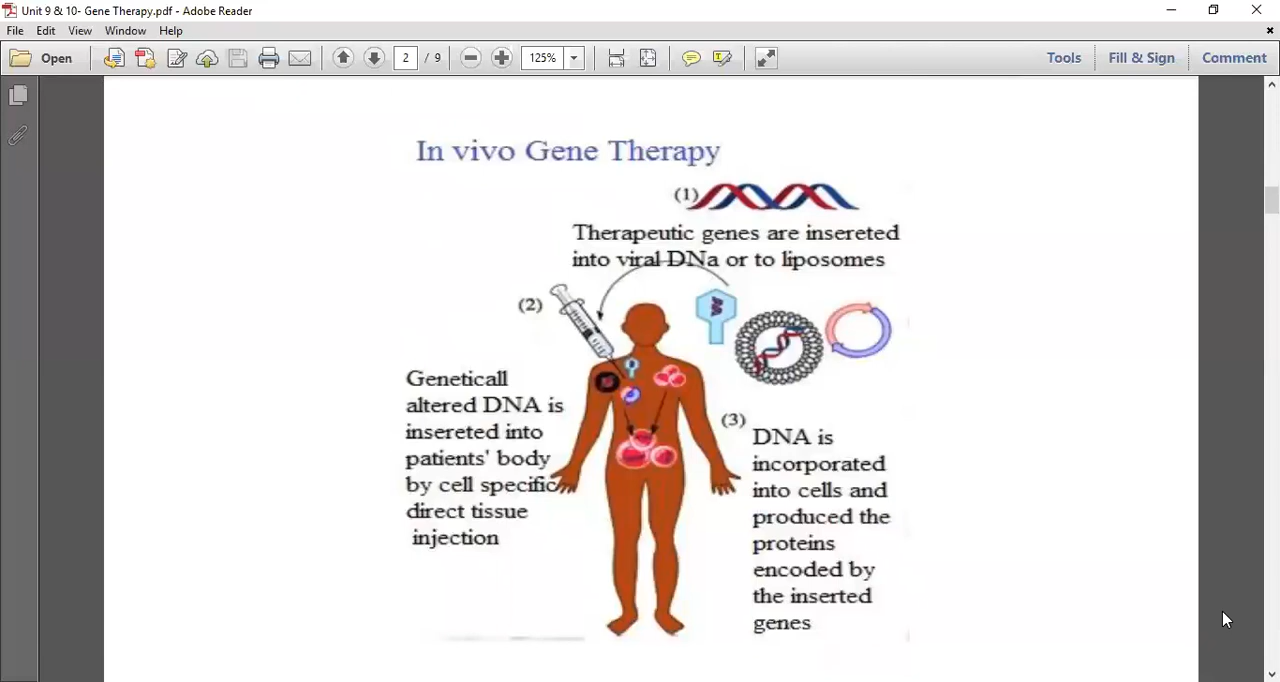 Unit 9 & 10- Gene Therapy.pdf - Adobe Reader
File Edit View Window Help
Open 2 / 9 125% Tools Fill & Sign Comment
In vivo Gene Therapy
(1)
Therapeutic genes are insereted
into viral DNa or to liposomes
(2)
Geneticall
altered DNA is
insereted into
patients' body
by cell specific
direct tissue
injection
(3)
DNA is
incorporated
into cells and
produced the
proteins
encoded by
the inserted
genes